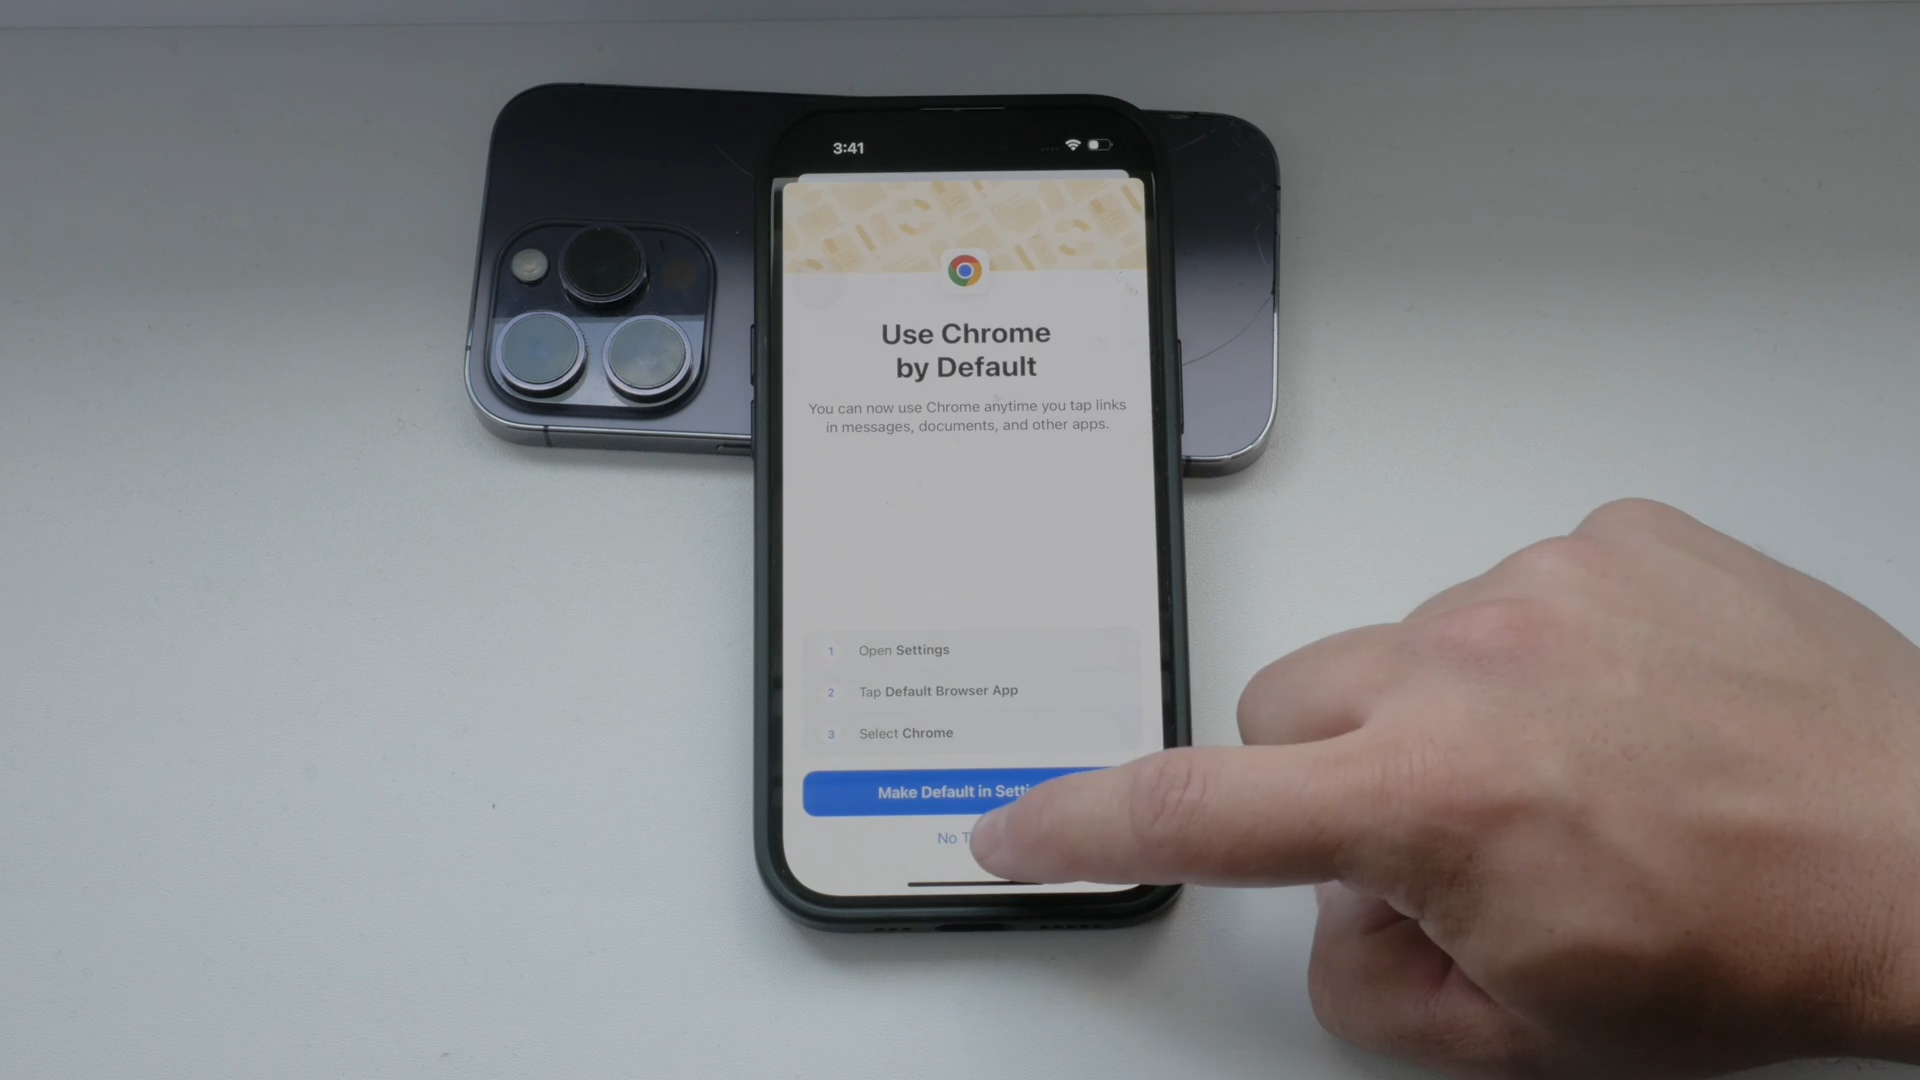 3:41
Use Chrome
by Default
You can now use Chrome anytime you tap links
in messages, documents, and other apps.
1 Open Settings
2 Tap Default Browser App
3 Select Chrome
Make Default in
No